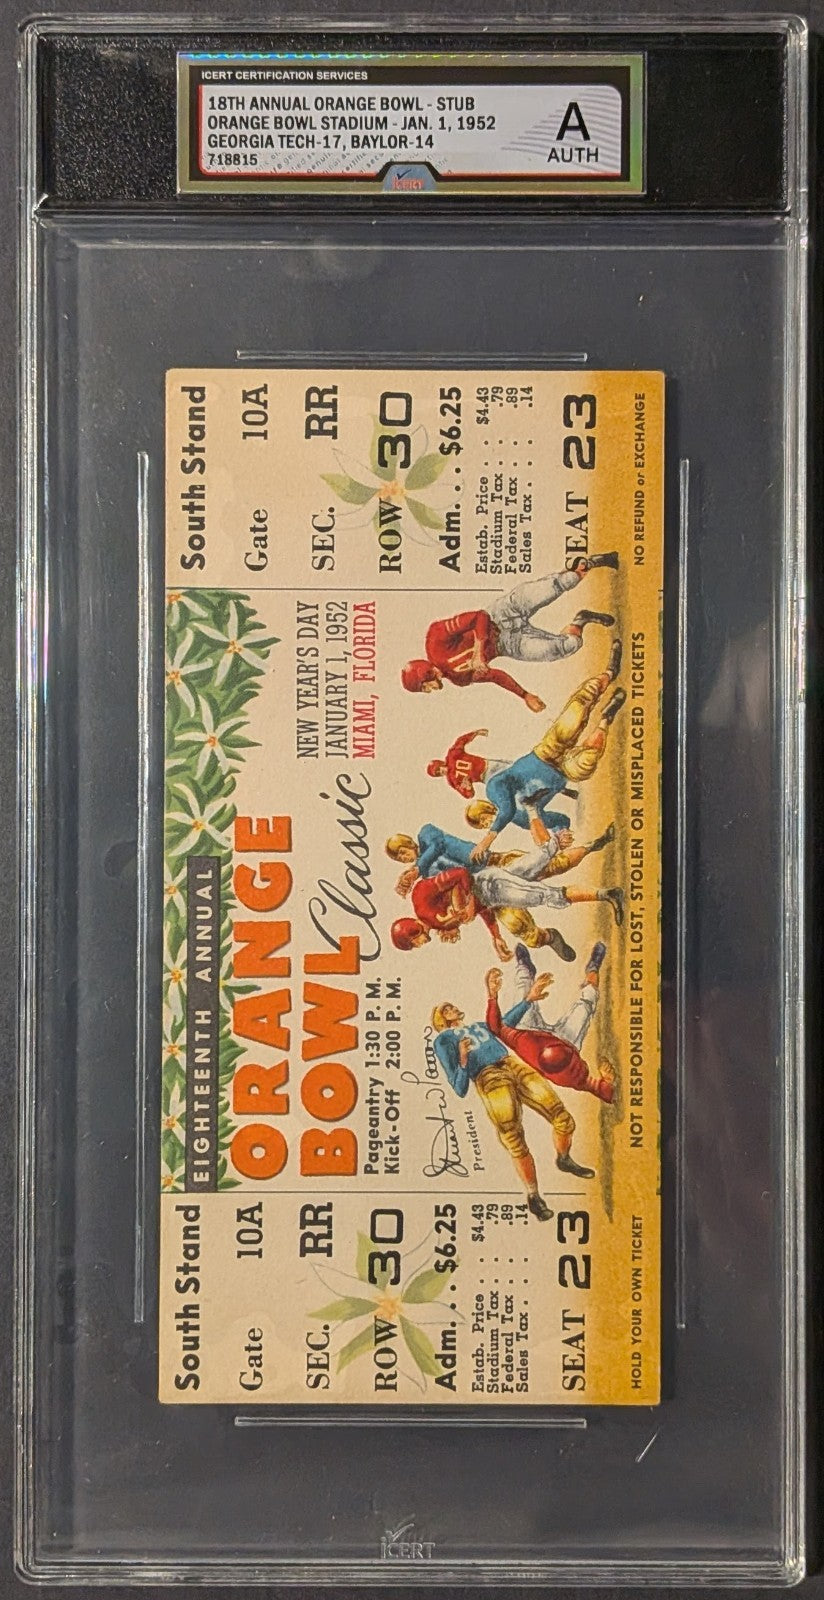 ICERT CERTIFICATION SERVICES
18TH ANNUAL ORANGE BOWL - STUB
ORANGE BOWL STADIUM - JAN. 1, 1952
GEORGIA TECH-17, BAYLOR-14
718815
A
AUTH
ICERT
South Stand
Gate 10A
SEC. RR
ROW 30
Adm. . . $6.25
Estab. Price . . $4.43
Stadium Tax . . .79
Federal Tax . . .89
Sales Tax . . . .14
SEAT 23
HOLD YOUR OWN TICKET
EIGHTEENTH ANNUAL
ORANGE
BOWL Classic
NEW YEAR'S DAY
JANUARY 1, 1952
MIAMI, FLORIDA
Pageantry 1:30 P. M.
Kick-Off 2:00 P. M.
President
70
NOT RESPONSIBLE FOR LOST, STOLEN OR MISPLACED TICKETS
South Stand
Gate 10A
SEC. RR
ROW 30
Adm. . . $6.25
Estab. Price . . $4.43
Stadium Tax . . .79
Federal Tax . . .89
Sales Tax . . . .14
SEAT 23
NO REFUND or EXCHANGE
ICERT